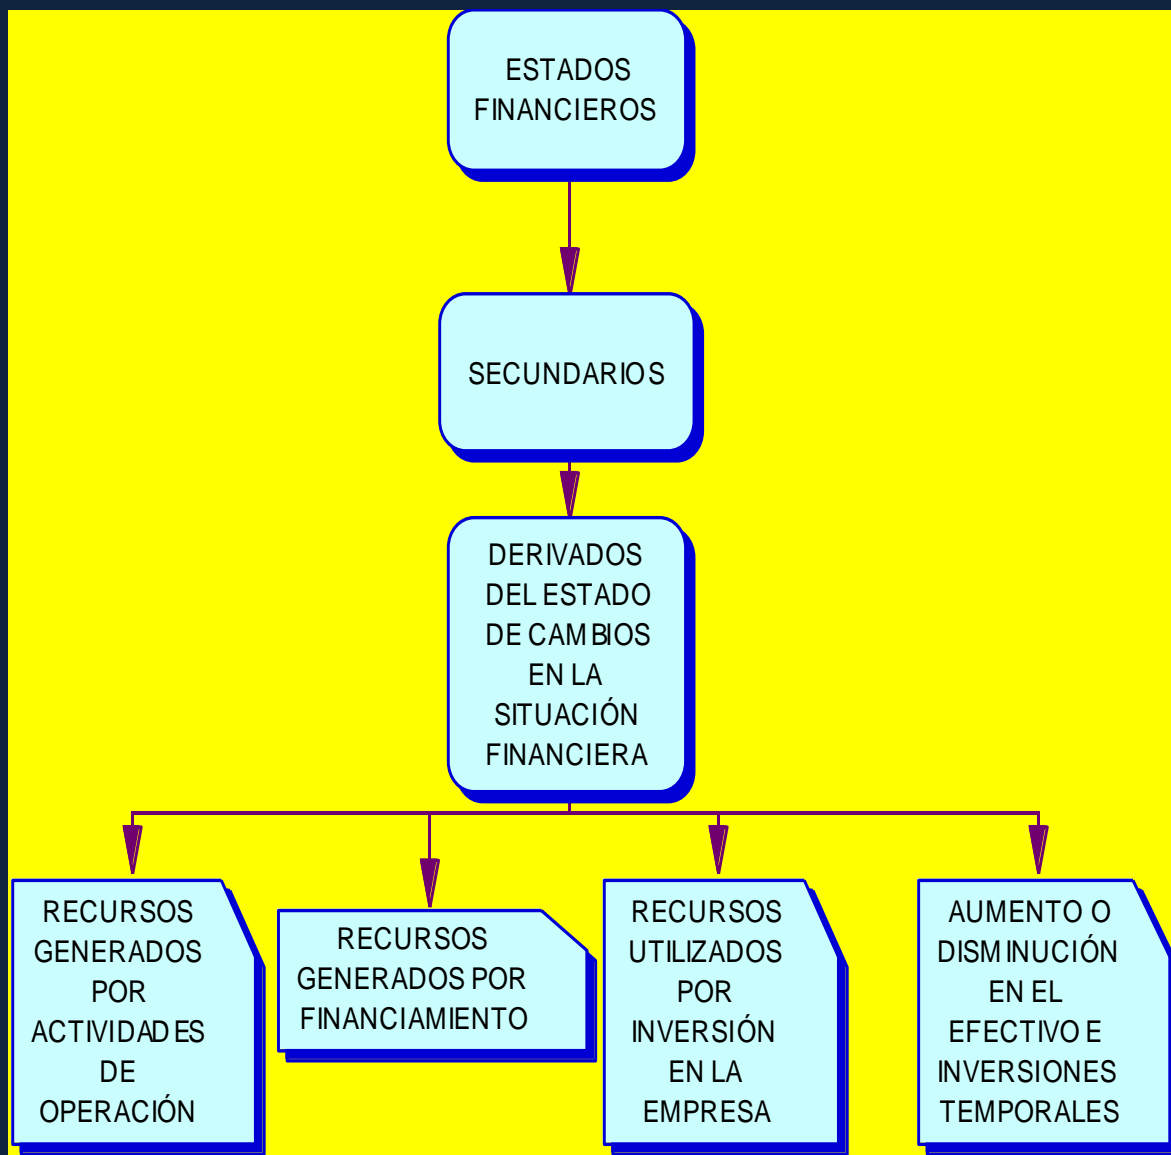 ESTADOS
FINANCIEROS
SECUNDARIOS
DERIVADOS
DEL ESTADO
DE CAMBIOS
EN LA
SITUACIÓN
FINANCIERA
RECURSOS
GENERADOS
POR
ACTIVIDADES
DE
OPERACIÓN
RECURSOS
GENERADOS POR
FINANCIAMIENTO
RECURSOS
UTILIZADOS
POR
INVERSIÓN
EN LA
EMPRESA
AUMENTO O
DISMINUCIÓN
EN EL
EFECTIVO E
INVERSIONES
TEMPORALES